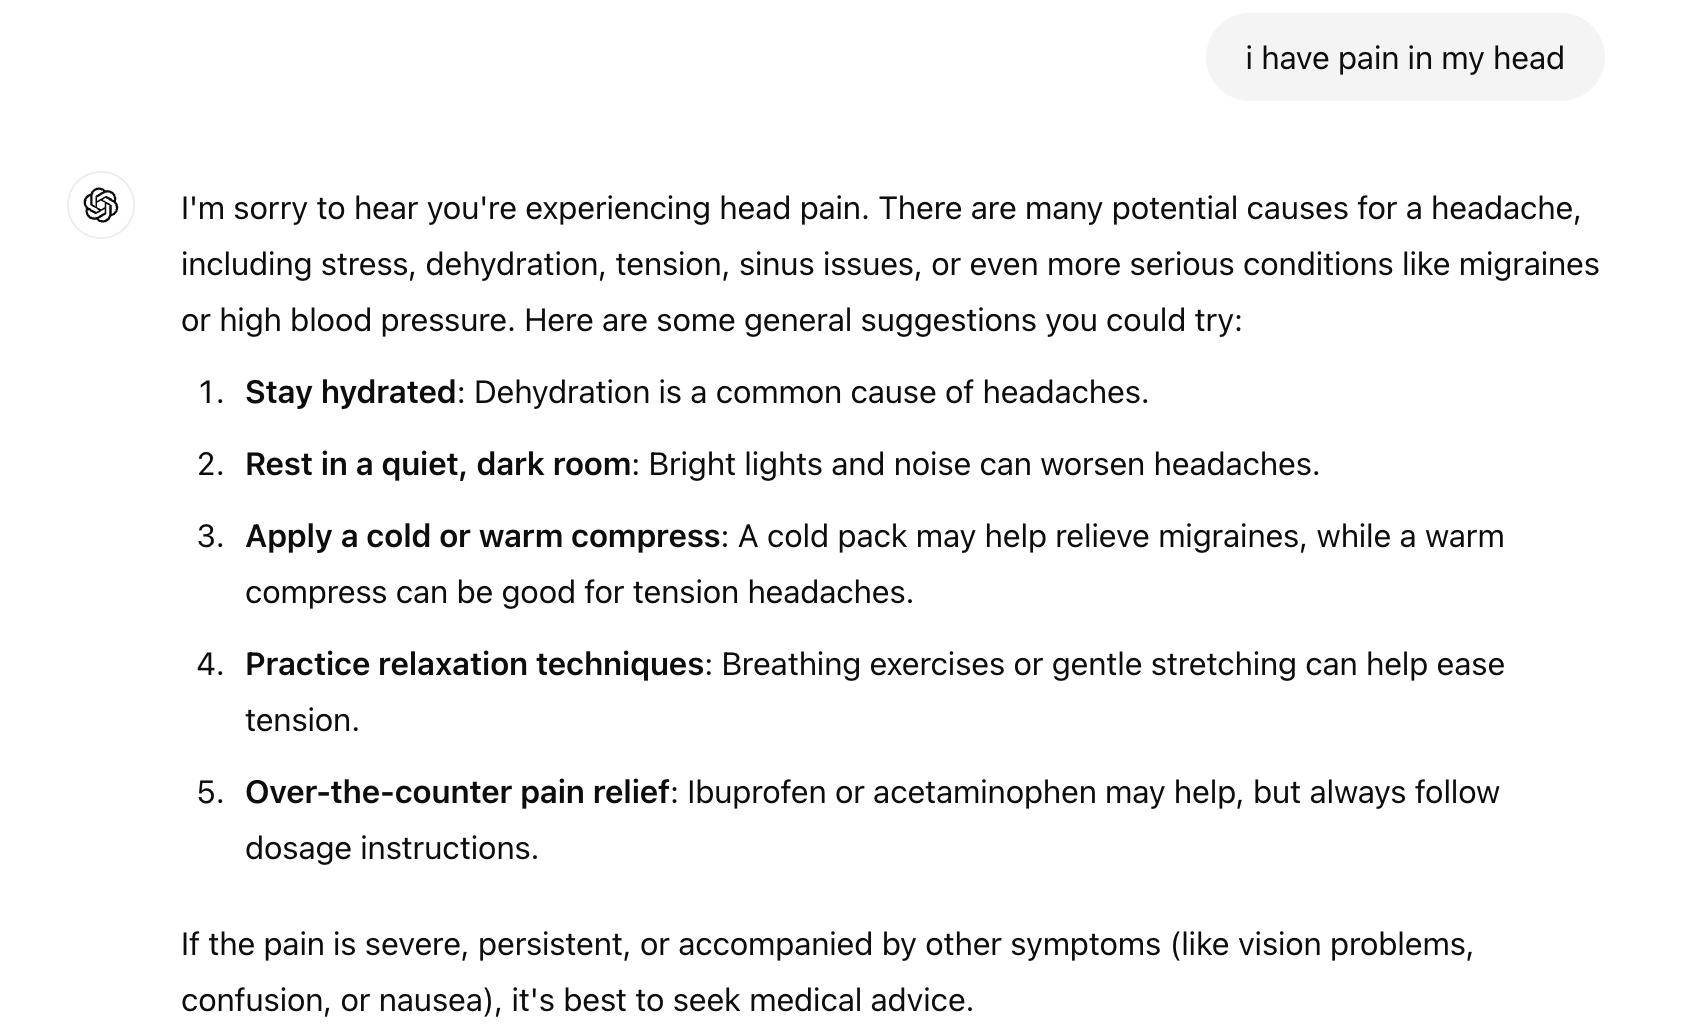 i have pain in my head
I'm sorry to hear you're experiencing head pain. There are many potential causes for a headache,
including stress, dehydration, tension, sinus issues, or even more serious conditions like migraines
or high blood pressure. Here are some general suggestions you could try:
1. Stay hydrated: Dehydration is a common cause of headaches.
2. Rest in a quiet, dark room: Bright lights and noise can worsen headaches.
3. Apply a cold or warm compress: A cold pack may help relieve migraines, while a warm
compress can be good for tension headaches.
4. Practice relaxation techniques: Breathing exercises or gentle stretching can help ease
tension.
5. Over-the-counter pain relief: Ibuprofen or acetaminophen may help, but always follow
dosage instructions.
If the pain is severe, persistent, or accompanied by other symptoms (like vision problems,
confusion, or nausea), it's best to seek medical advice.